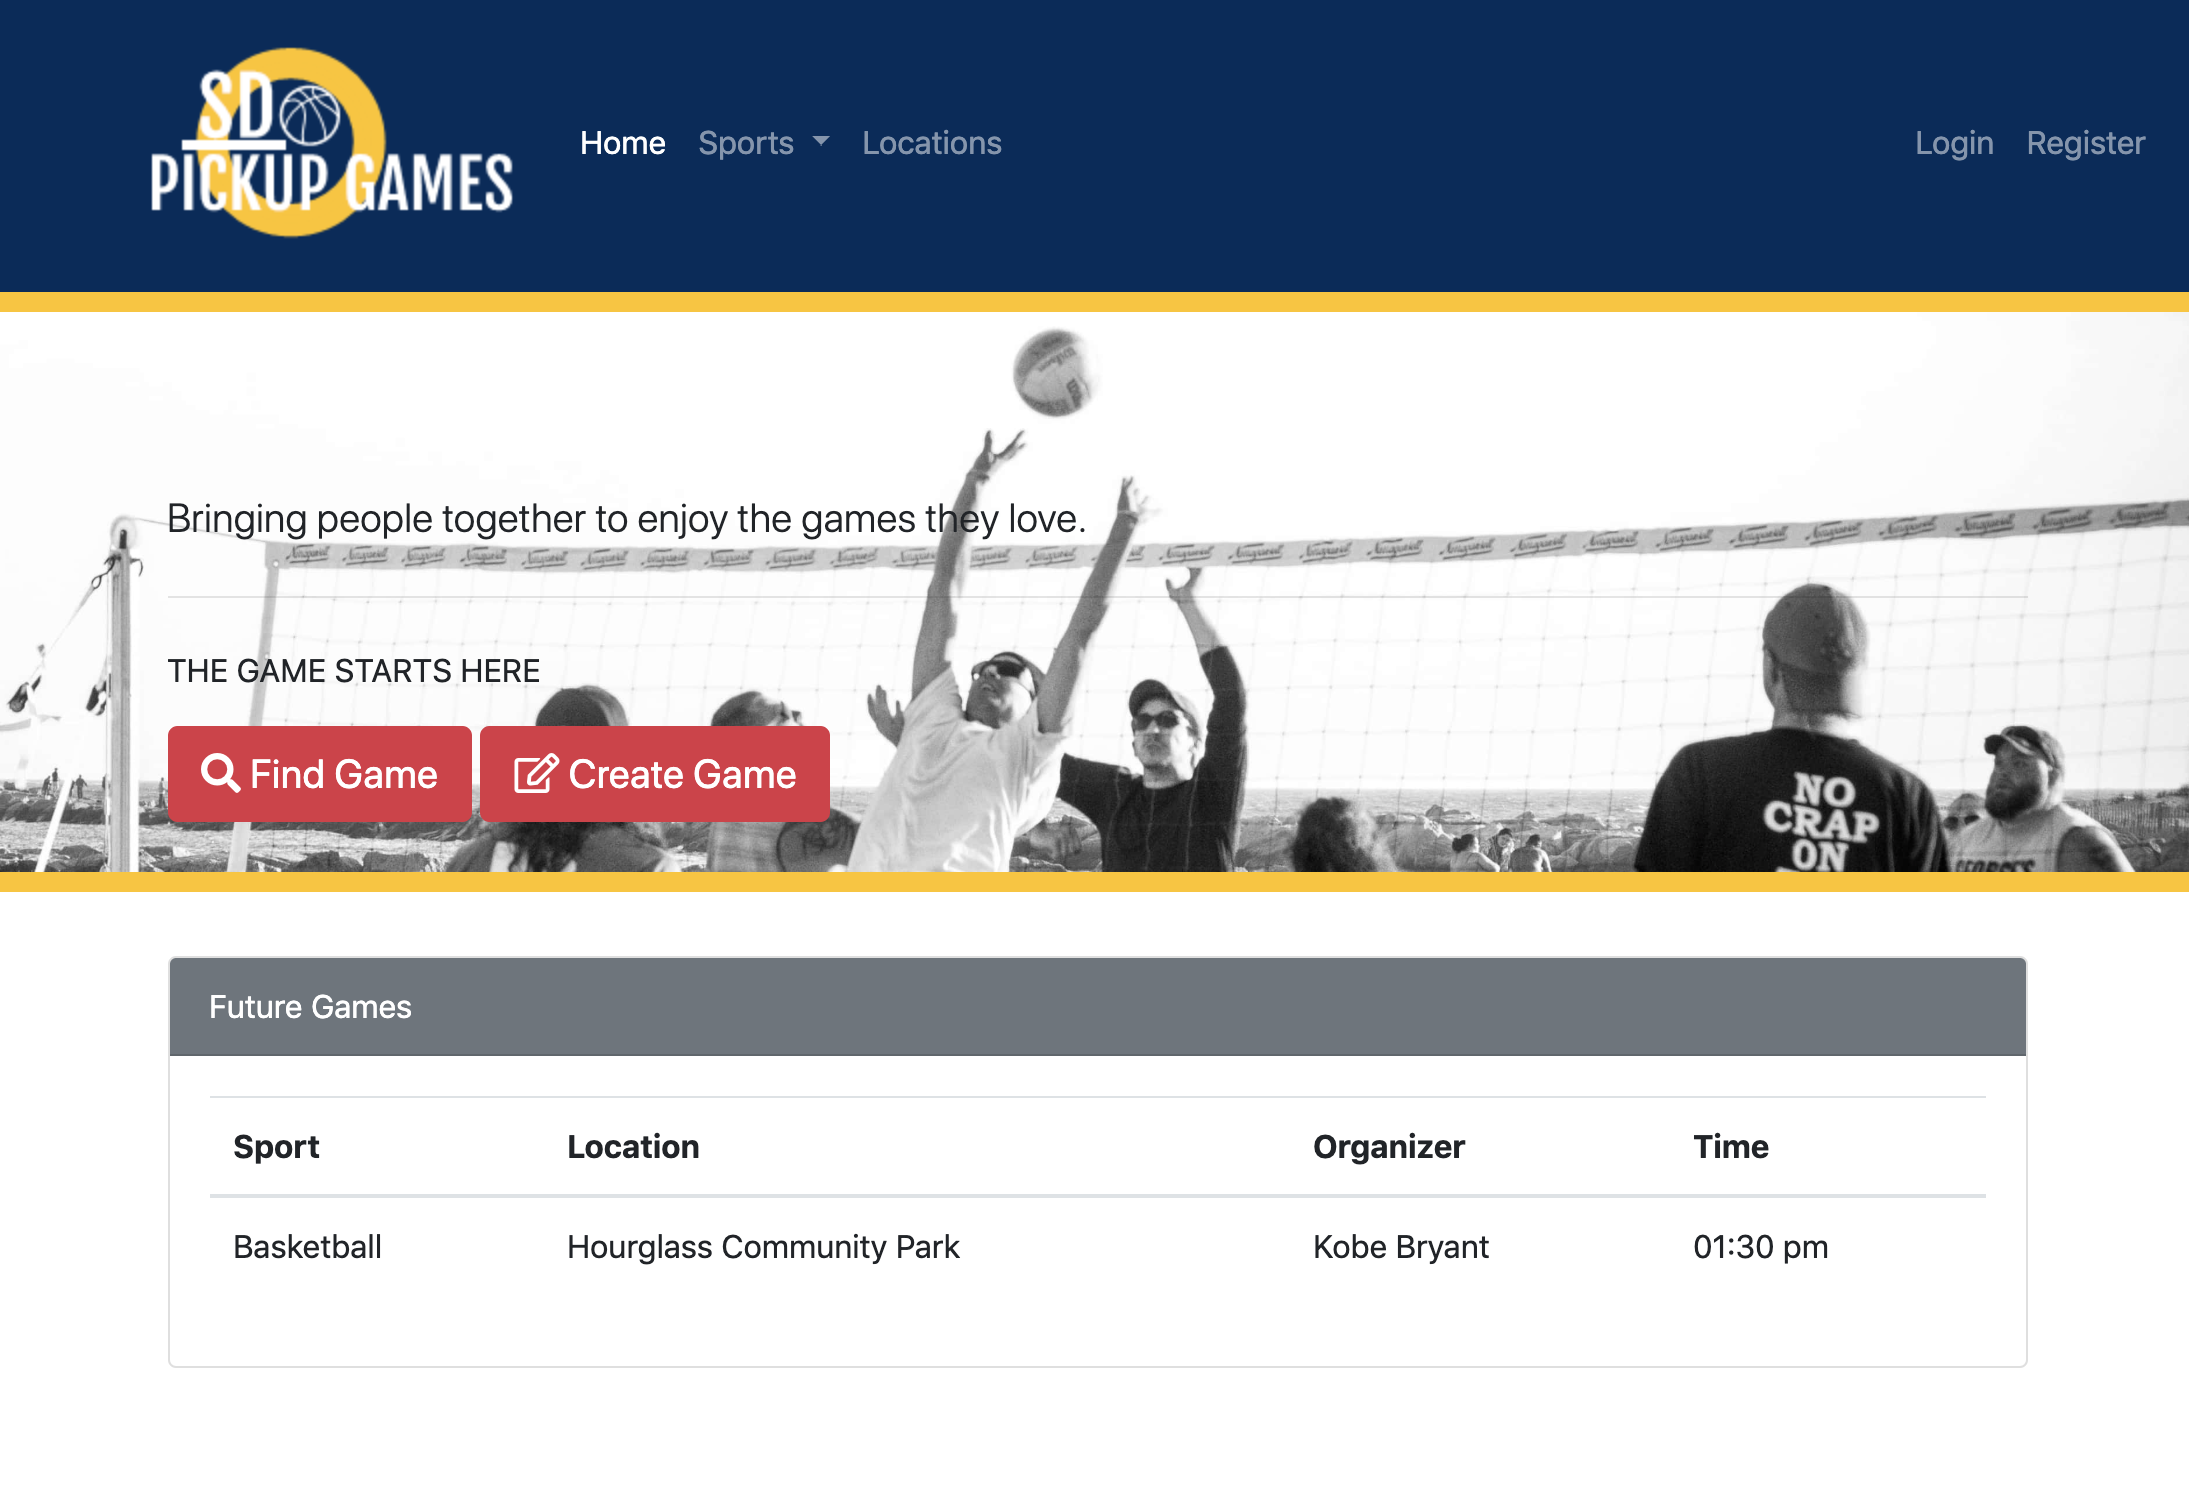 SD
PICKUP GAMES
Home Sports Locations
Login Register
Bringing people together to enjoy the games they love.
THE GAME STARTS HERE
Find Game Create Game
NO
CRAP
ON
Future Games
Sport Location Organizer Time
Basketball Hourglass Community Park Kobe Bryant 01:30 pm